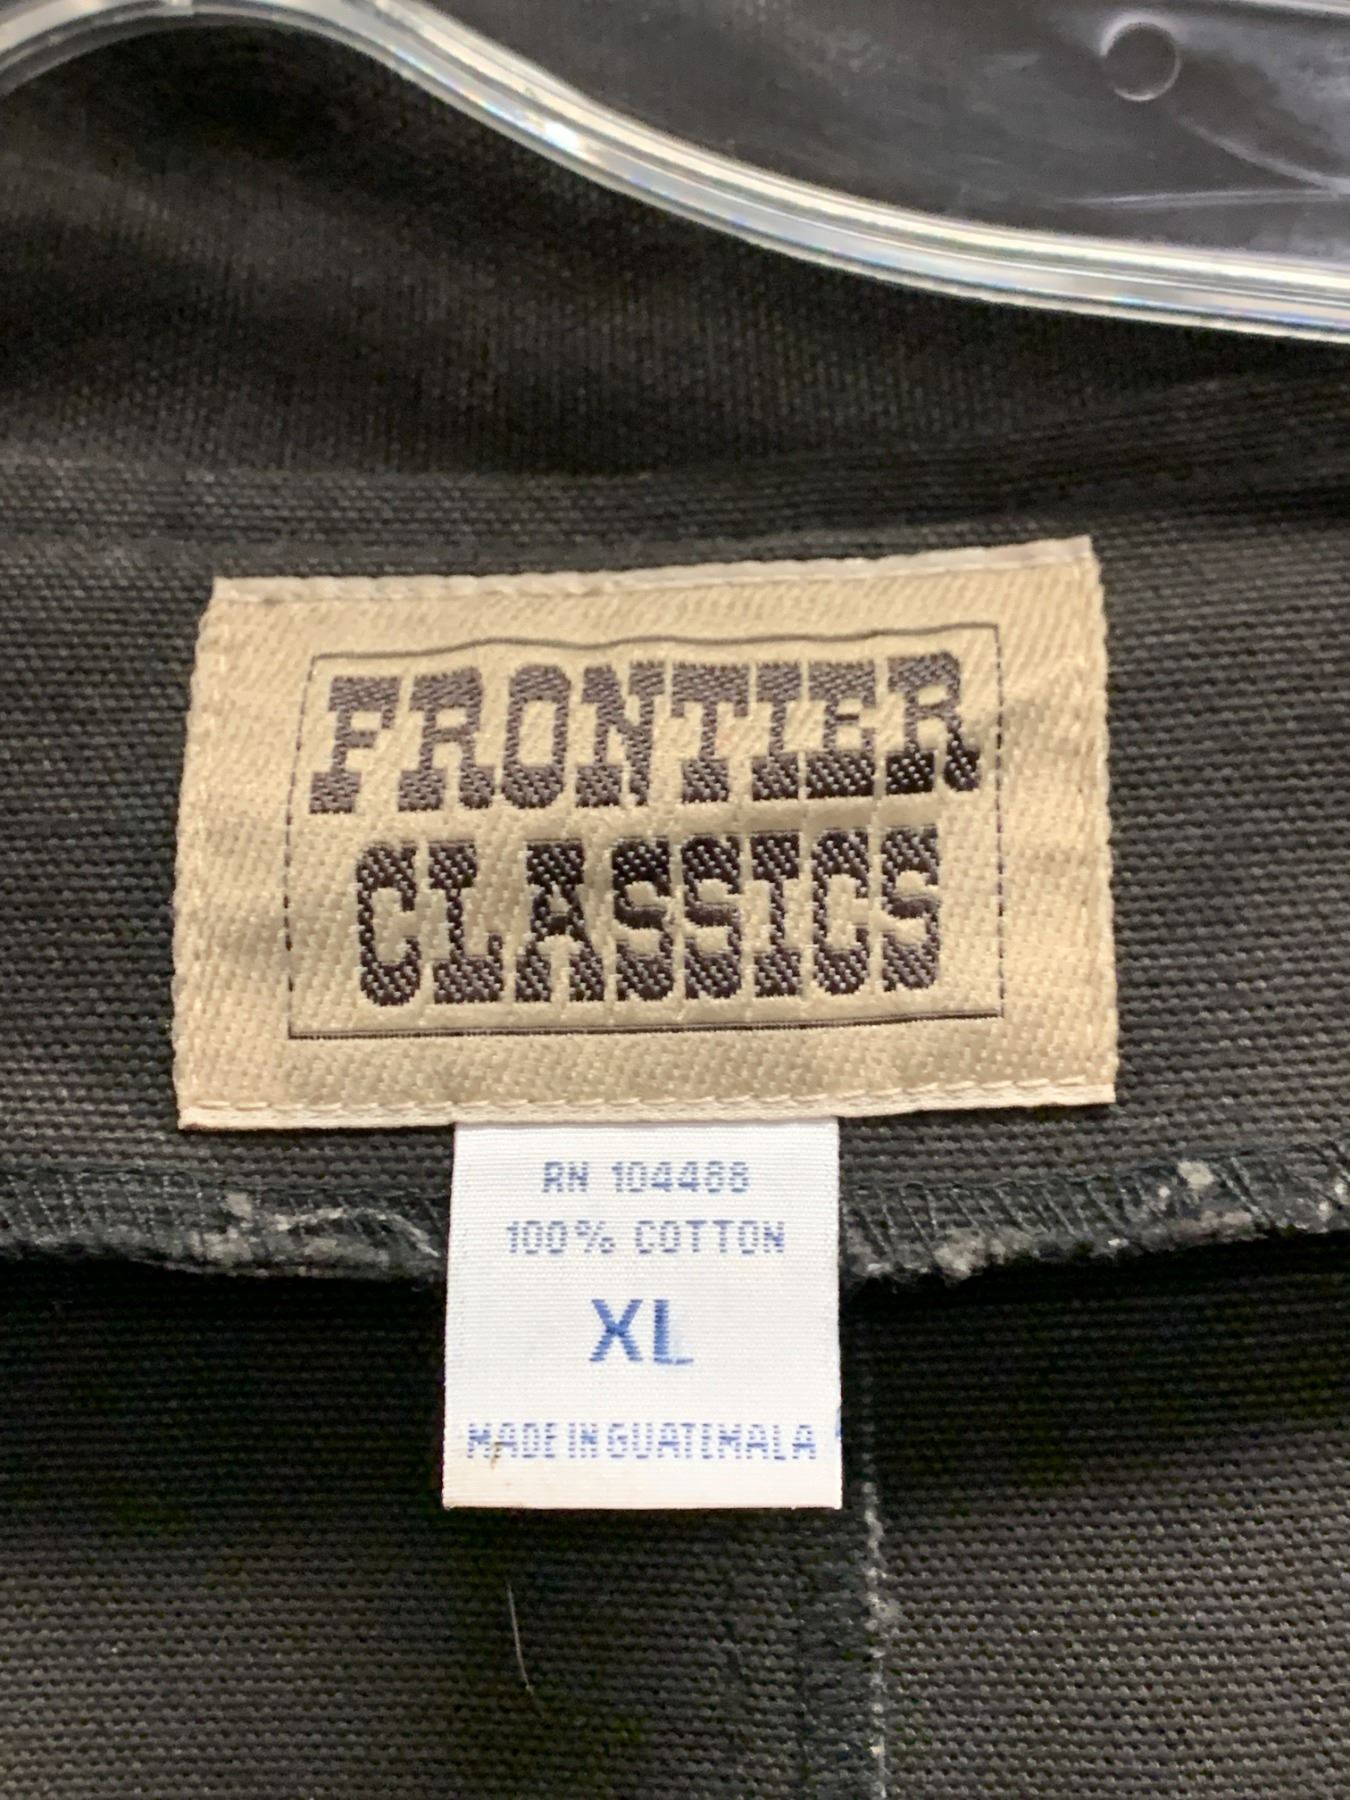 FRONTIER
CLASSICS
RN 104488
100% COTTON
XL
MADE IN GUATEMALA